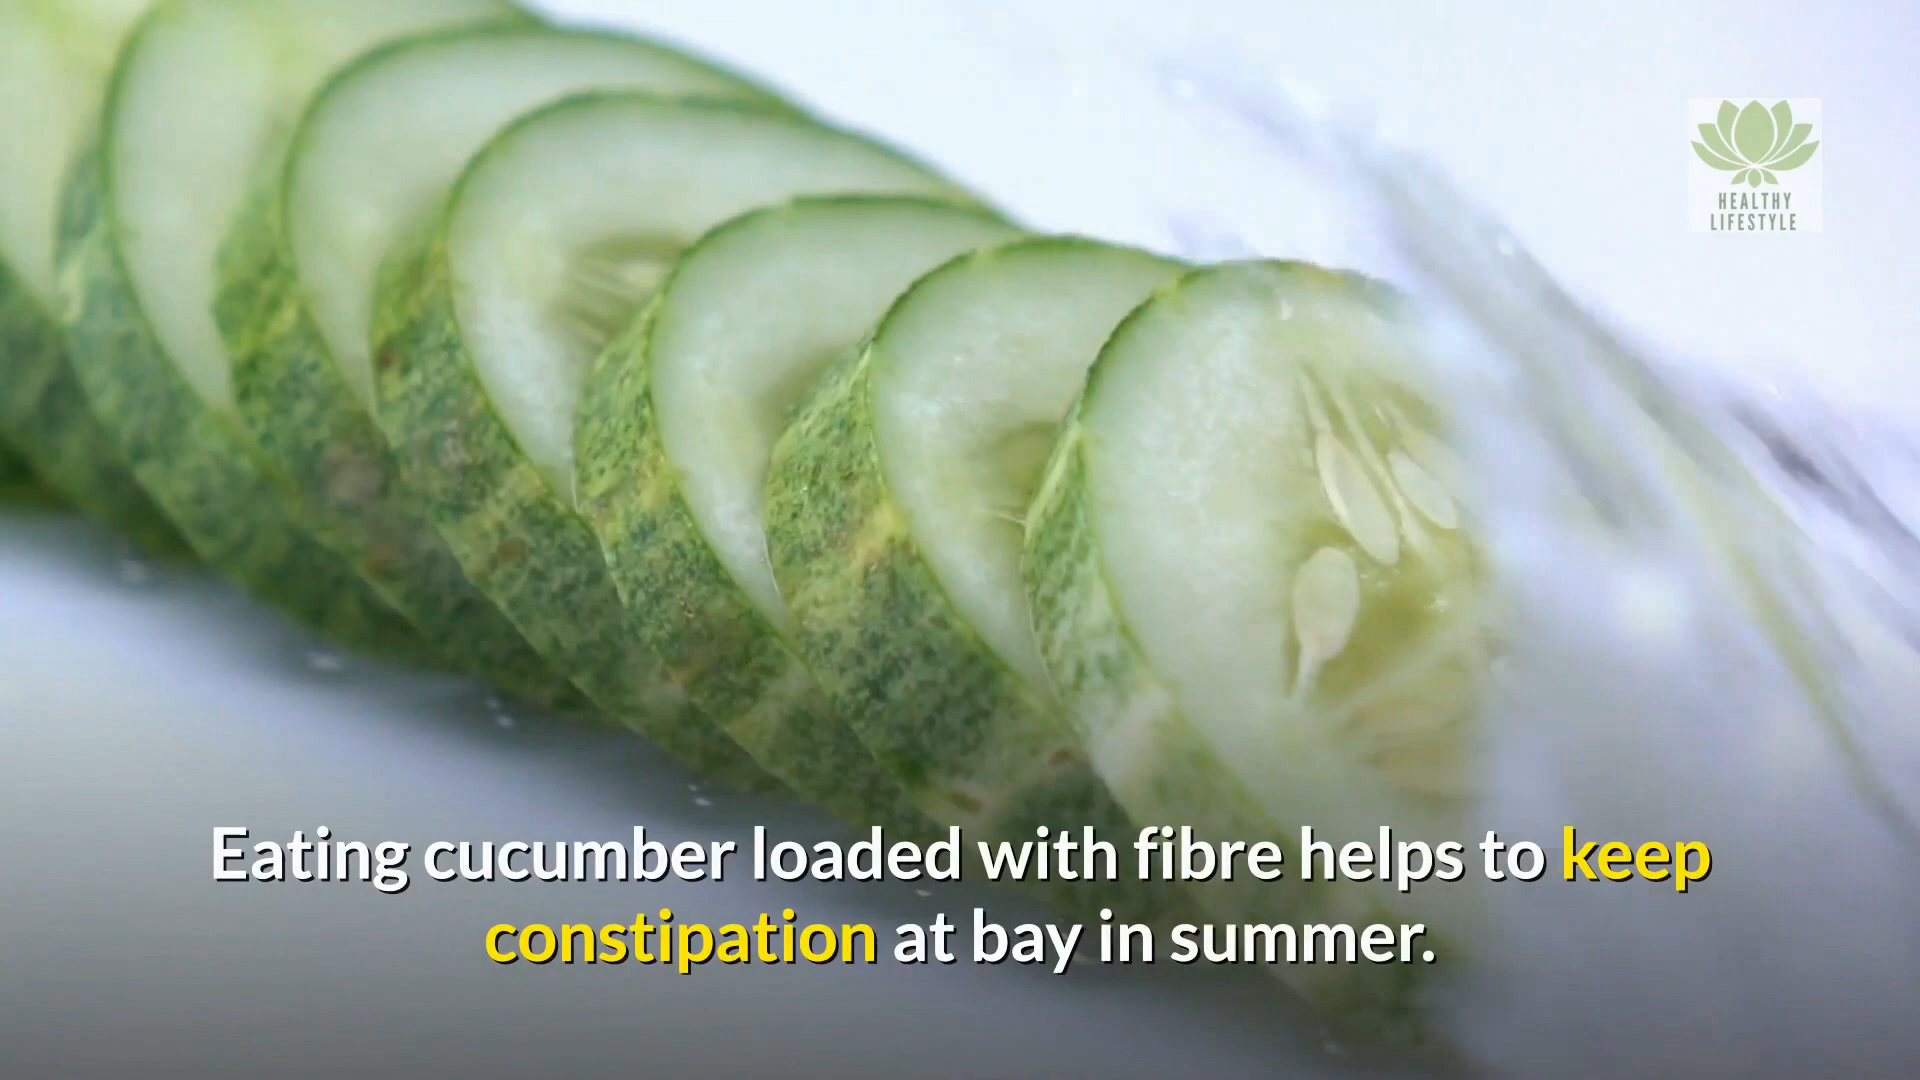 HEALTHY
LIFESTYLE
Eating cucumber loaded with fibre helps to keep
constipation at bay in summer.